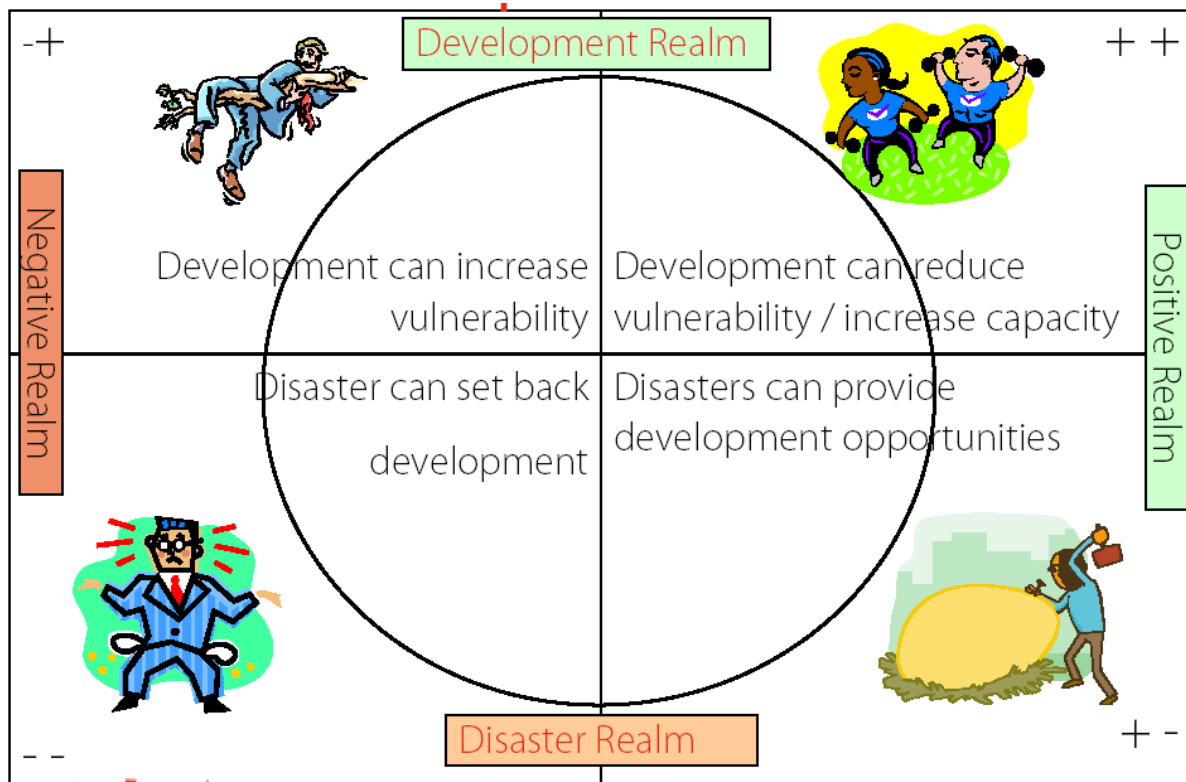 -+
Development Realm
+ +
Negative Realm
Positive Realm
Development can increase
vulnerability
Development can reduce
vulnerability / increase capacity
Disaster can set back
development
Disasters can provide
development opportunities
Disaster Realm
- -
+ -